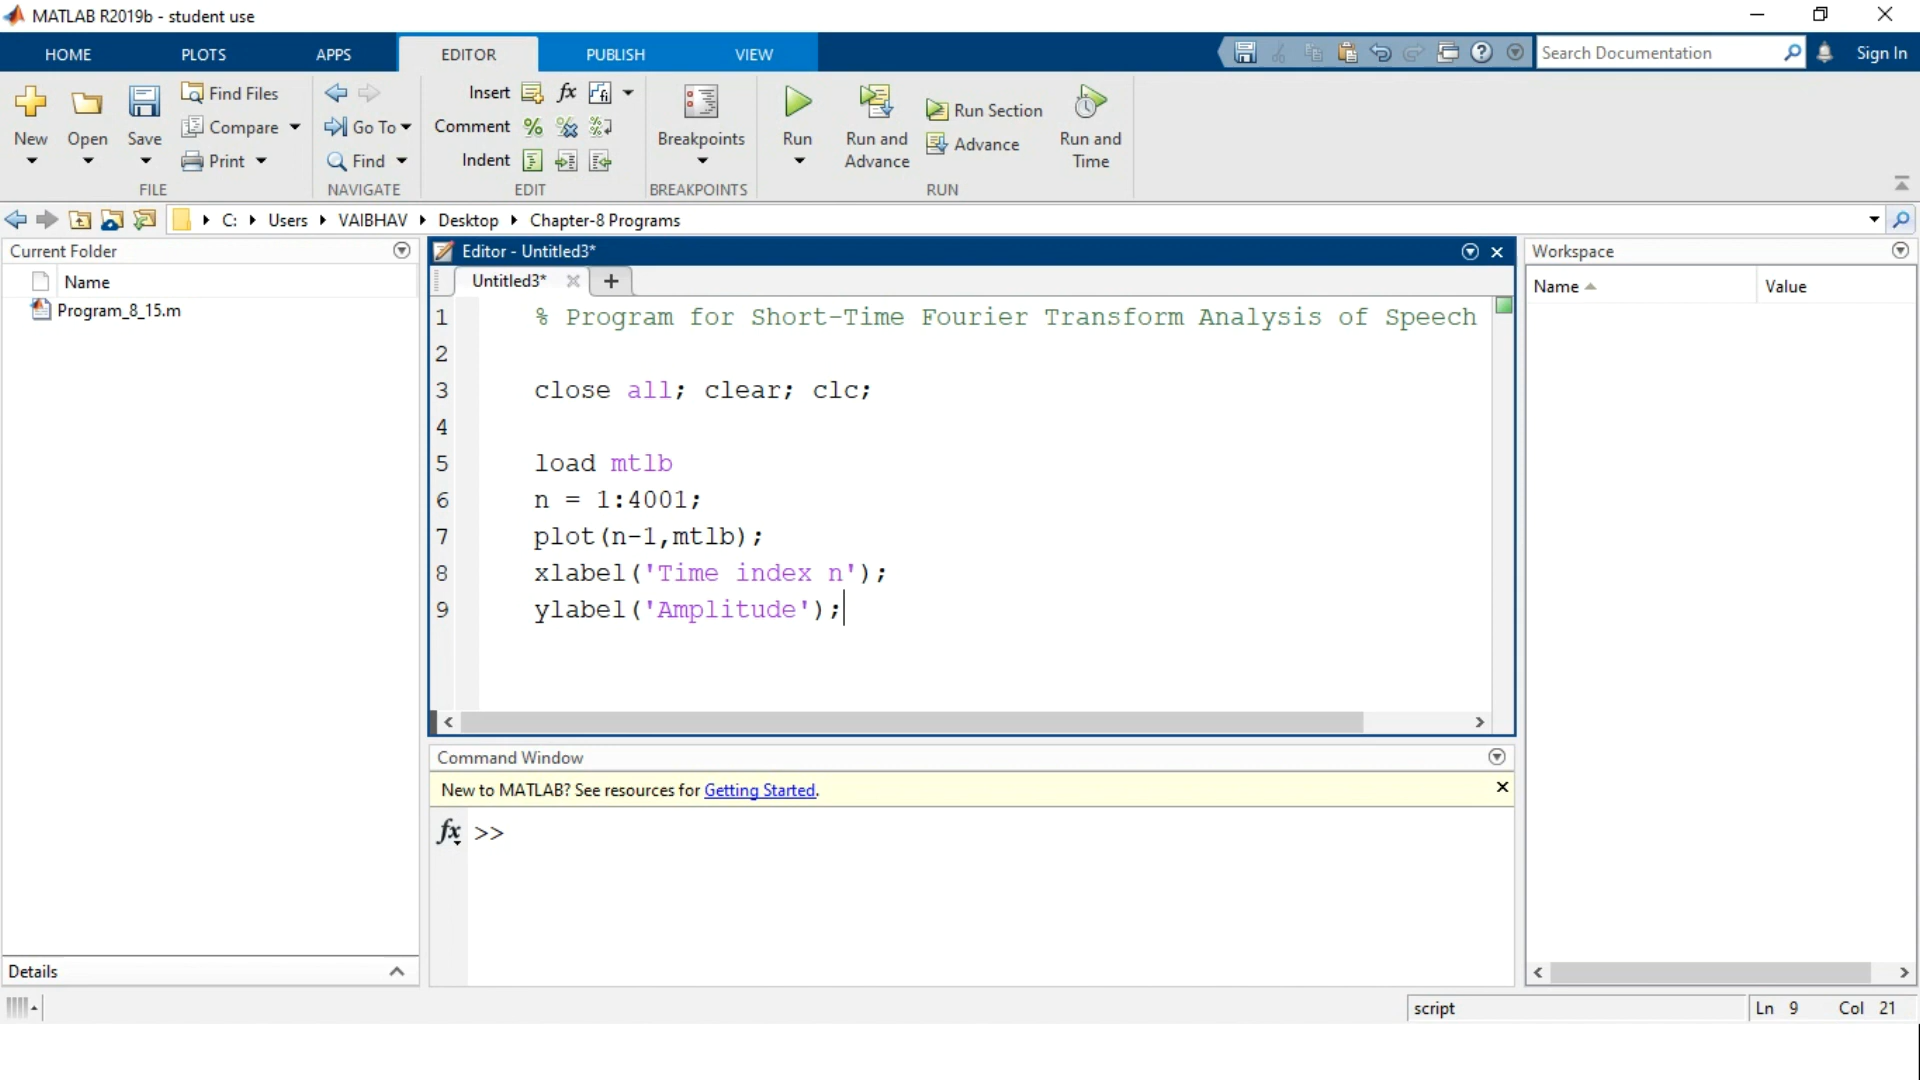 MATLAB R2019b - student use
HOME PLOTS APPS EDITOR PUBLISH VIEW Search Documentation Sign In
New Open Save Find Files Compare Print
FILE
Go To Find
NAVIGATE
Insert fx
Comment
Indent
EDIT
Breakpoints
BREAKPOINTS
Run Run and Advance Run Section Advance Run and Time
RUN
C: Users VAIBHAV Desktop Chapter-8 Programs
Current Folder
Name
Program_8_15.m
Details
Editor - Untitled3*
Untitled3* +
1 % Program for Short-Time Fourier Transform Analysis of Speech
2
3 close all; clear; clc;
4
5 load mtlb
6 n = 1:4001;
7 plot(n-1,mtlb);
8 xlabel('Time index n');
9 ylabel('Amplitude');
Command Window
New to MATLAB? See resources for Getting Started.
fx >>
Workspace
Name Value
script Ln 9 Col 21